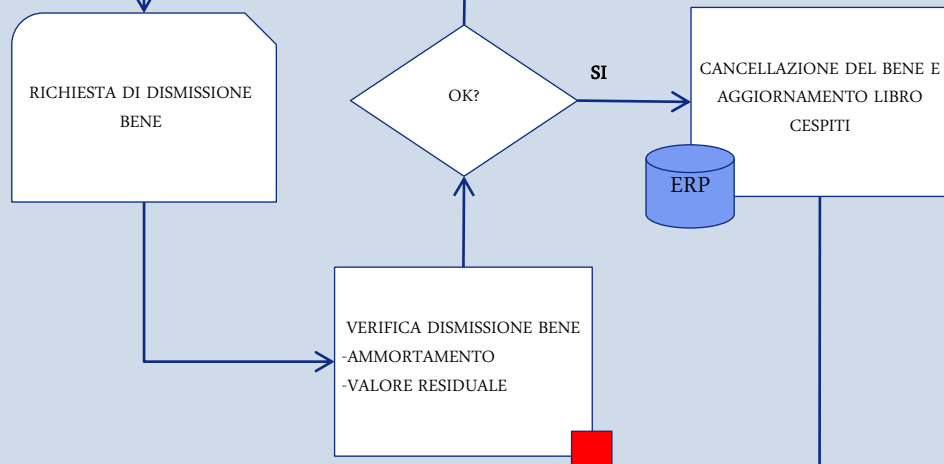 RICHIESTA DI DISMISSIONE
BENE
OK?
SI
CANCELLAZIONE DEL BENE E
AGGIORNAMENTO LIBRO
CESPITI
ERP
VERIFICA DISMISSIONE BENE
-AMMORTAMENTO
-VALORE RESIDUALE